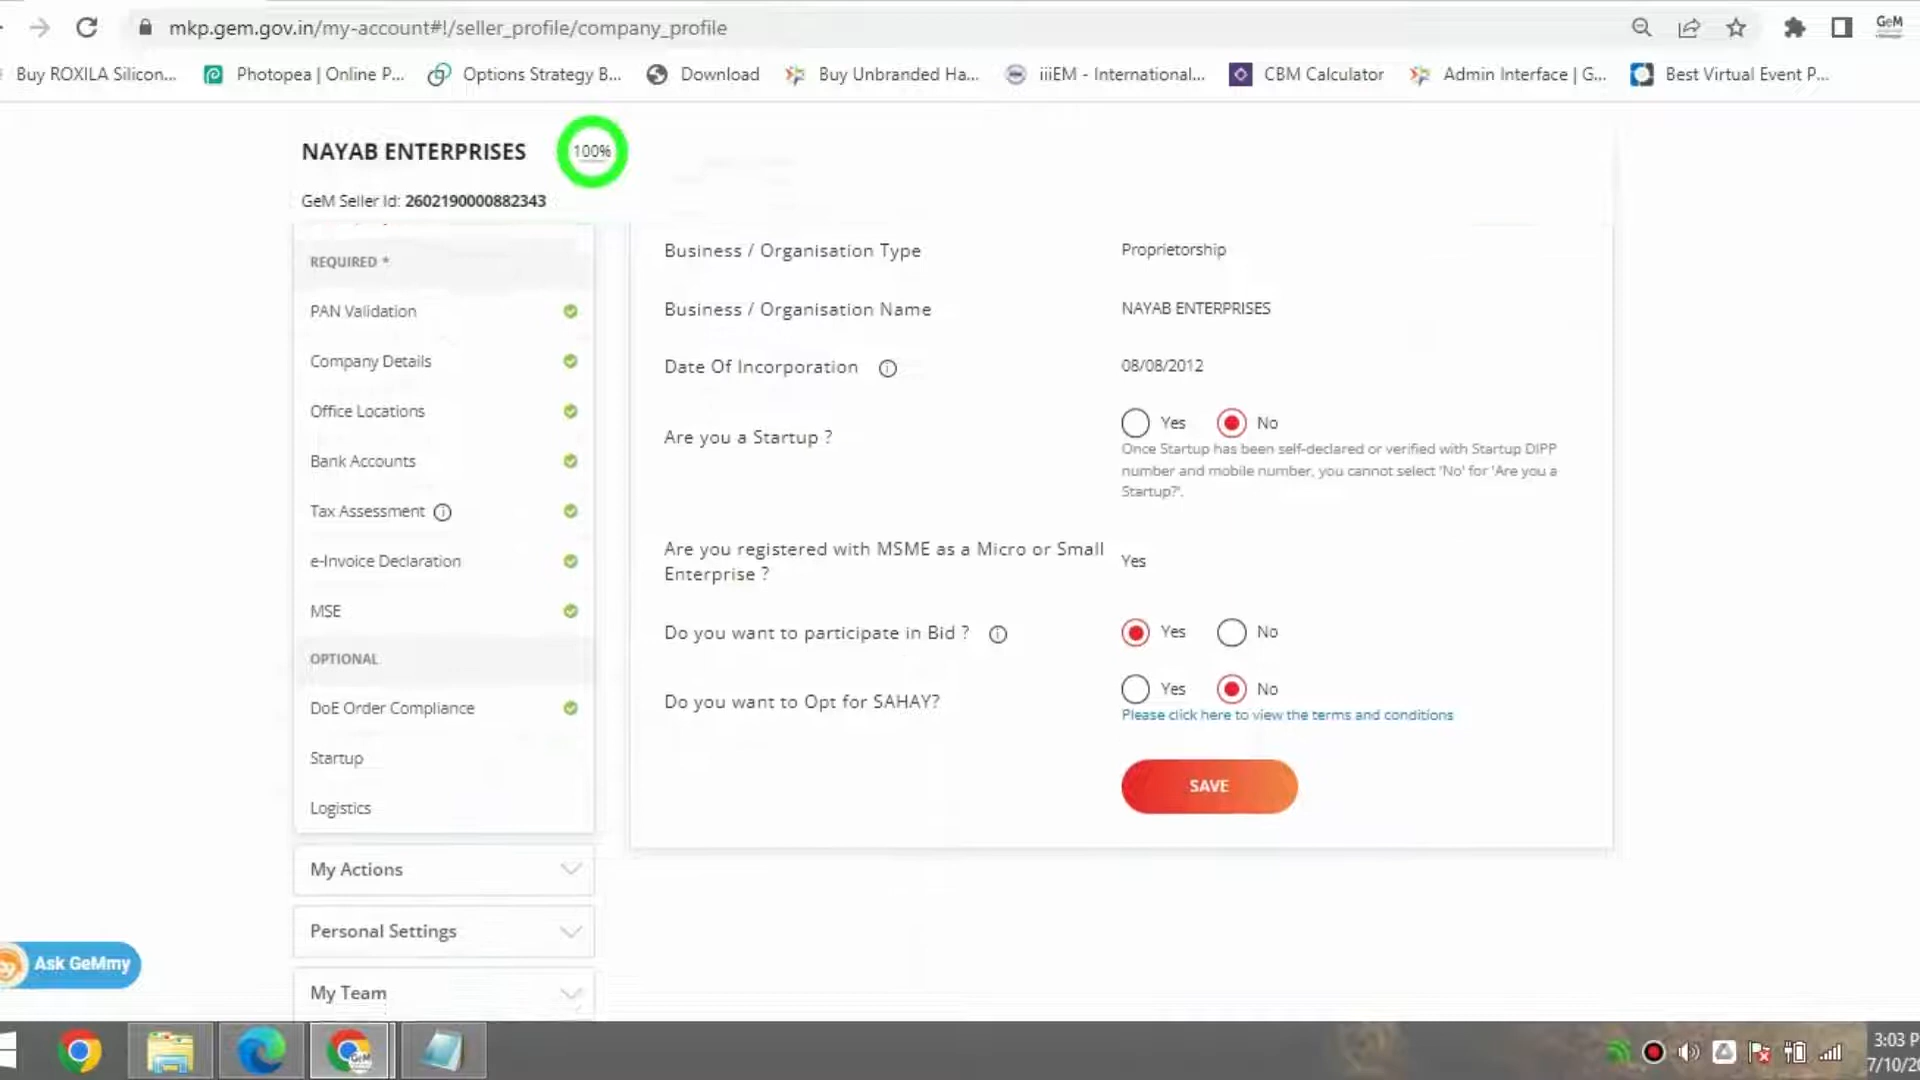 mkp.gem.gov.in/my-account#!/seller_profile/company_profile
GeM
Buy ROXILA Silicon...
Photopea | Online P...
Options Strategy B...
Download
Buy Unbranded Ha...
iiiEM - International...
CBM Calculator
Admin Interface | G...
Best Virtual Event P...
NAYAB ENTERPRISES
100%
GeM Seller Id: 2602190000882343
REQUIRED *
PAN Validation
Company Details
Office Locations
Bank Accounts
Tax Assessment
e-Invoice Declaration
MSE
OPTIONAL
DoE Order Compliance
Startup
Logistics
My Actions
Personal Settings
My Team
Business / Organisation Type
Proprietorship
Business / Organisation Name
NAYAB ENTERPRISES
Date Of Incorporation
08/08/2012
Are you a Startup ?
Yes No
Once Startup has been self-declared or verified with Startup DIPP
number and mobile number, you cannot select 'No' for 'Are you a
Startup?'.
Are you registered with MSME as a Micro or Small
Enterprise ?
Yes
Do you want to participate in Bid ?
Yes No
Do you want to Opt for SAHAY?
Yes No
Please click here to view the terms and conditions
SAVE
Ask GeMmy
GeM
3:03 P
7/10/20